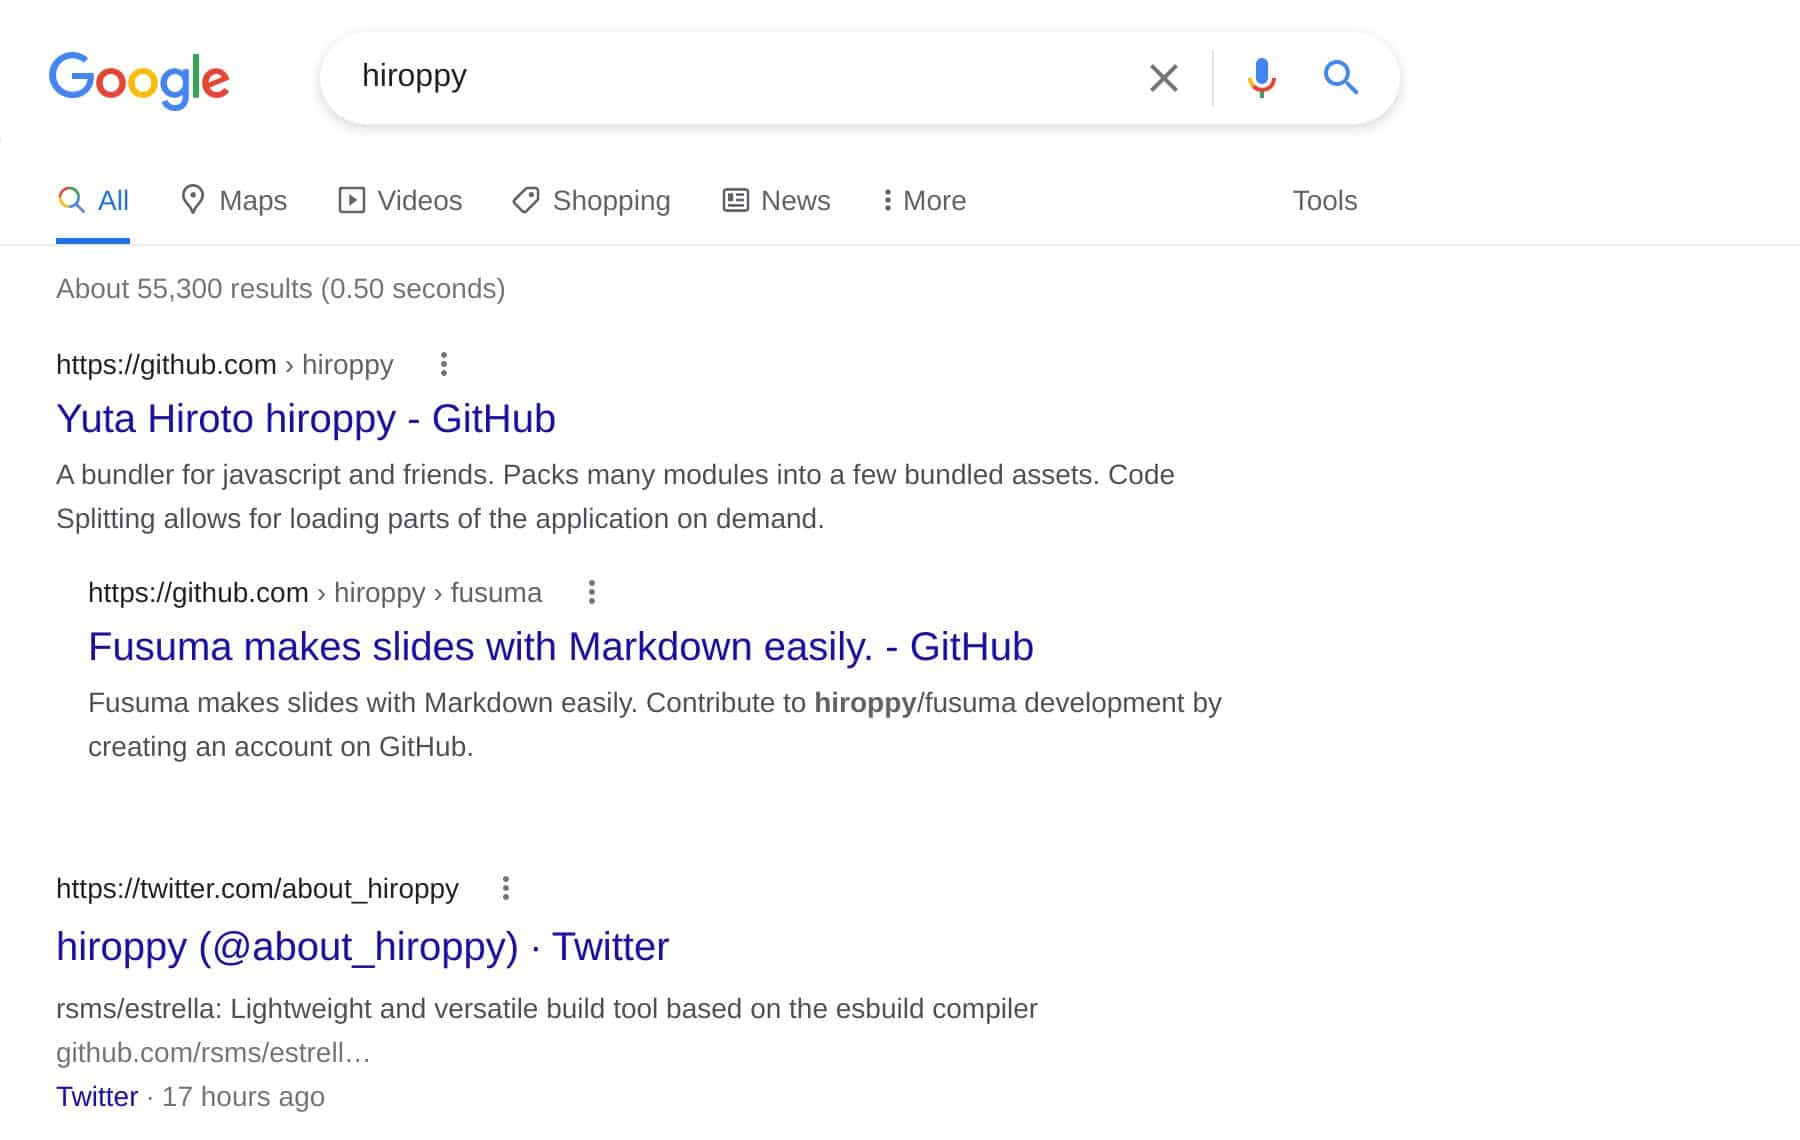 Google
hiroppy
All Maps Videos Shopping News More Tools
About 55,300 results (0.50 seconds)
https://github.com › hiroppy
Yuta Hiroto hiroppy - GitHub
A bundler for javascript and friends. Packs many modules into a few bundled assets. Code
Splitting allows for loading parts of the application on demand.
https://github.com › hiroppy › fusuma
Fusuma makes slides with Markdown easily. - GitHub
Fusuma makes slides with Markdown easily. Contribute to hiroppy/fusuma development by
creating an account on GitHub.
https://twitter.com/about_hiroppy
hiroppy (@about_hiroppy) · Twitter
rsms/estrella: Lightweight and versatile build tool based on the esbuild compiler
github.com/rsms/estrell…
Twitter · 17 hours ago